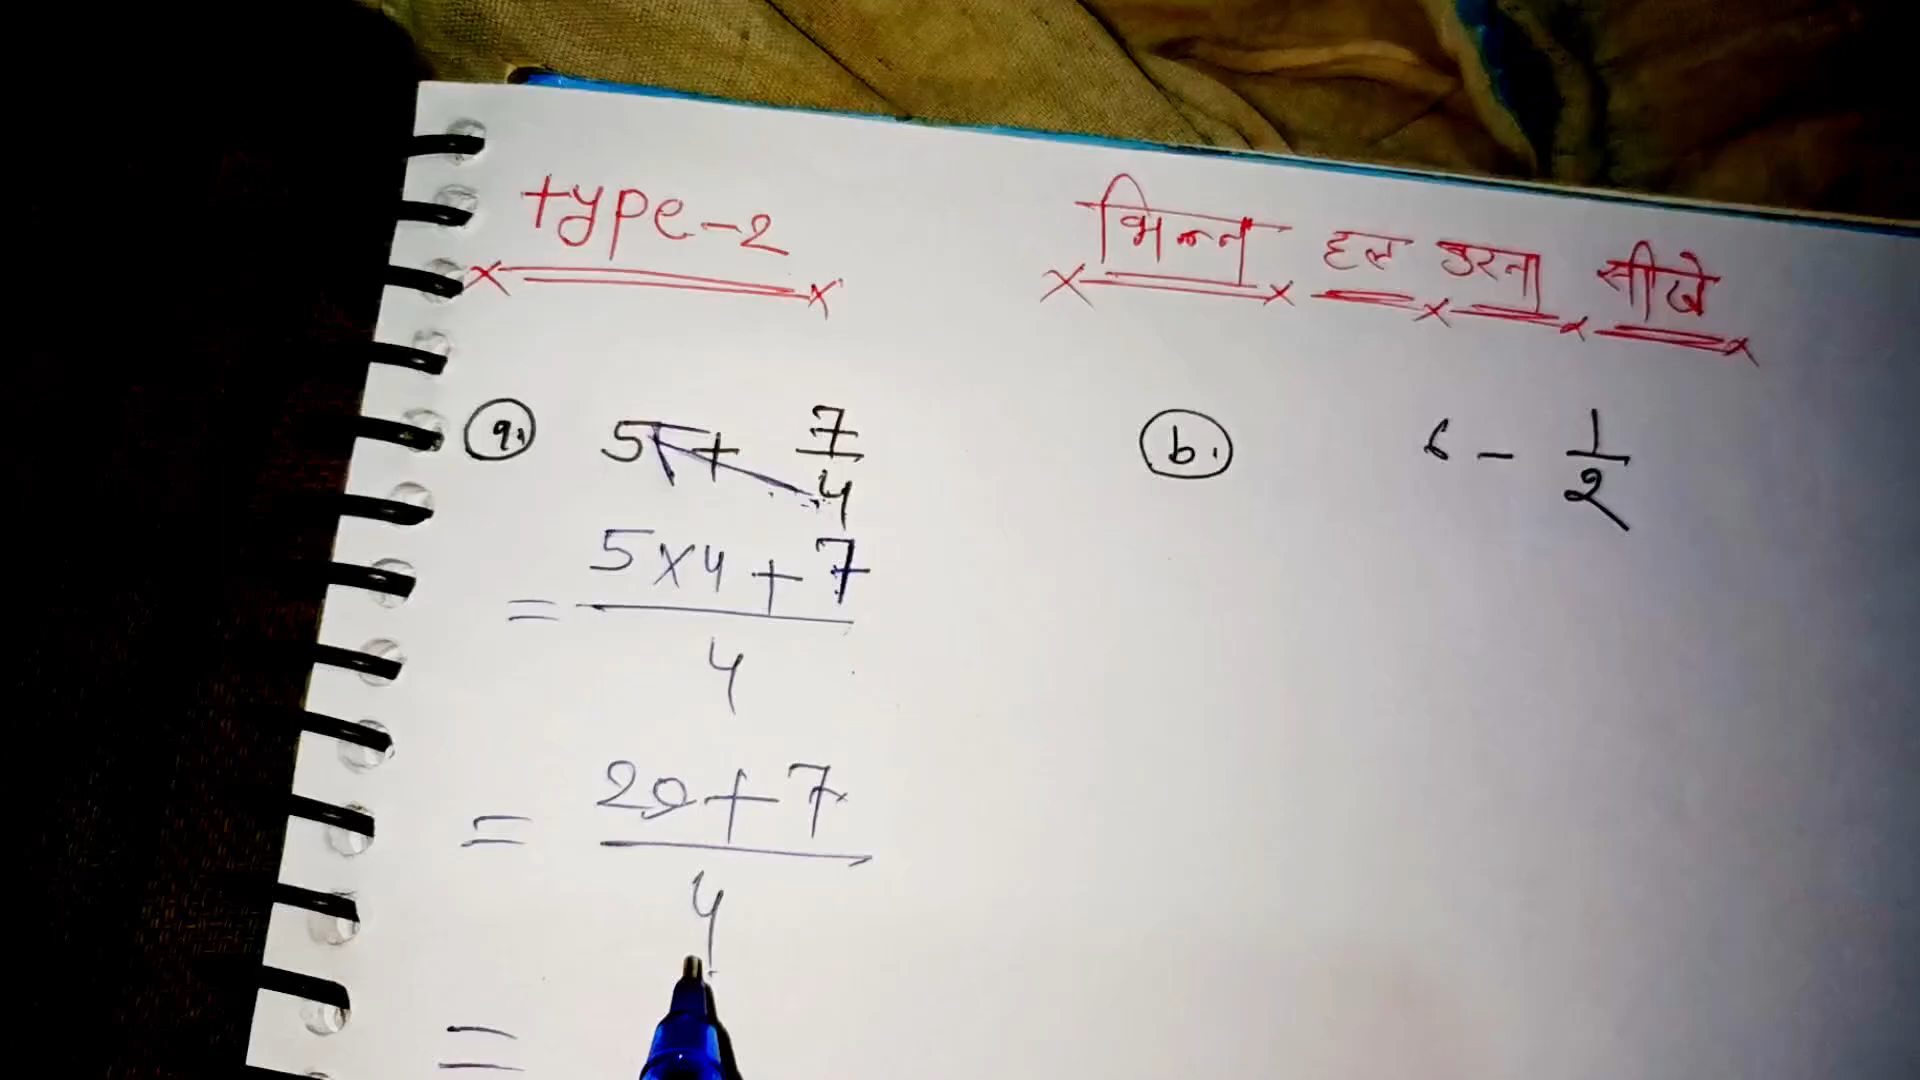 type-2
भिन्न हल करना सीखे
a. 5 + 7/4
= 5×4+7/4
= 20+7/4
=
b. 6 - 1/2